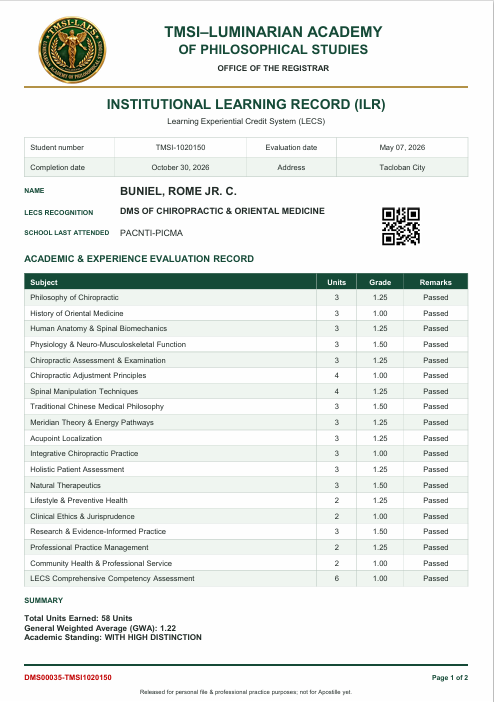 TMSI-LAPS
LUMINARIAN ACADEMY OF PHILOSOPHICAL STUDIES
TMSI–LUMINARIAN ACADEMY
OF PHILOSOPHICAL STUDIES
OFFICE OF THE REGISTRAR
INSTITUTIONAL LEARNING RECORD (ILR)
Learning Experiential Credit System (LECS)
Student number TMSI-1020150 Evaluation date May 07, 2026
Completion date October 30, 2026 Address Tacloban City
NAME BUNIEL, ROME JR. C.
LECS RECOGNITION DMS OF CHIROPRACTIC & ORIENTAL MEDICINE
SCHOOL LAST ATTENDED PACNTI-PICMA
ACADEMIC & EXPERIENCE EVALUATION RECORD
Subject Units Grade Remarks
Philosophy of Chiropractic 3 1.25 Passed
History of Oriental Medicine 3 1.00 Passed
Human Anatomy & Spinal Biomechanics 3 1.25 Passed
Physiology & Neuro-Musculoskeletal Function 3 1.50 Passed
Chiropractic Assessment & Examination 3 1.25 Passed
Chiropractic Adjustment Principles 4 1.00 Passed
Spinal Manipulation Techniques 4 1.25 Passed
Traditional Chinese Medical Philosophy 3 1.50 Passed
Meridian Theory & Energy Pathways 3 1.25 Passed
Acupoint Localization 3 1.25 Passed
Integrative Chiropractic Practice 3 1.00 Passed
Holistic Patient Assessment 3 1.25 Passed
Natural Therapeutics 3 1.50 Passed
Lifestyle & Preventive Health 2 1.25 Passed
Clinical Ethics & Jurisprudence 2 1.00 Passed
Research & Evidence-Informed Practice 3 1.50 Passed
Professional Practice Management 2 1.25 Passed
Community Health & Professional Service 2 1.00 Passed
LECS Comprehensive Competency Assessment 6 1.00 Passed
SUMMARY
Total Units Earned: 58 Units
General Weighted Average (GWA): 1.22
Academic Standing: WITH HIGH DISTINCTION
DMS00035-TMSI1020150 Page 1 of 2
Released for personal file & professional practice purposes; not for Apostille yet.